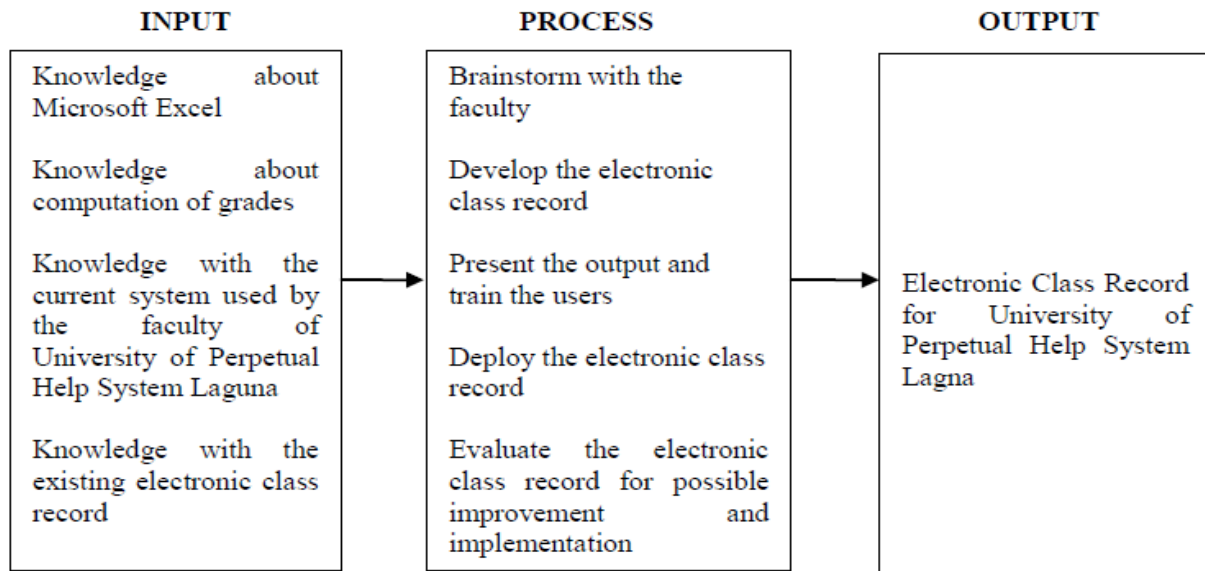 INPUT
Knowledge about
Microsoft Excel
Knowledge about
computation of grades
Knowledge with the
current system used by
the faculty of
University of Perpetual
Help System Laguna
Knowledge with the
existing electronic class
record
PROCESS
Brainstorm with the
faculty
Develop the electronic
class record
Present the output and
train the users
Deploy the electronic class
record
Evaluate the electronic
class record for possible
improvement and
implementation
OUTPUT
Electronic Class Record
for University of
Perpetual Help System
Lagna